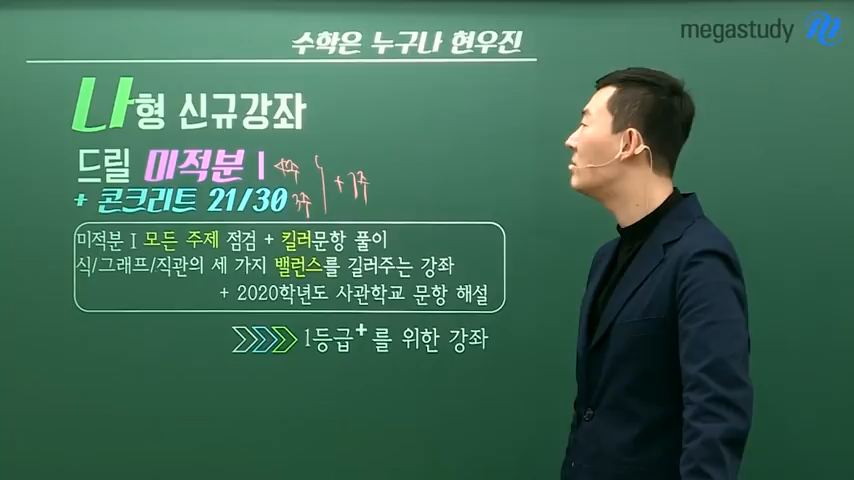 megastudy
수학은 누구나 현우진
나형 신규강좌
드릴 미적분 I
+ 콘크리트 21/30 3주 + 1주
미적분 I 모든 주제 점검 + 킬러문항 풀이
식/그래프/직관의 세 가지 밸런스를 길러주는 강좌
+ 2020학년도 사관학교 문항 해설
1등급+를 위한 강좌